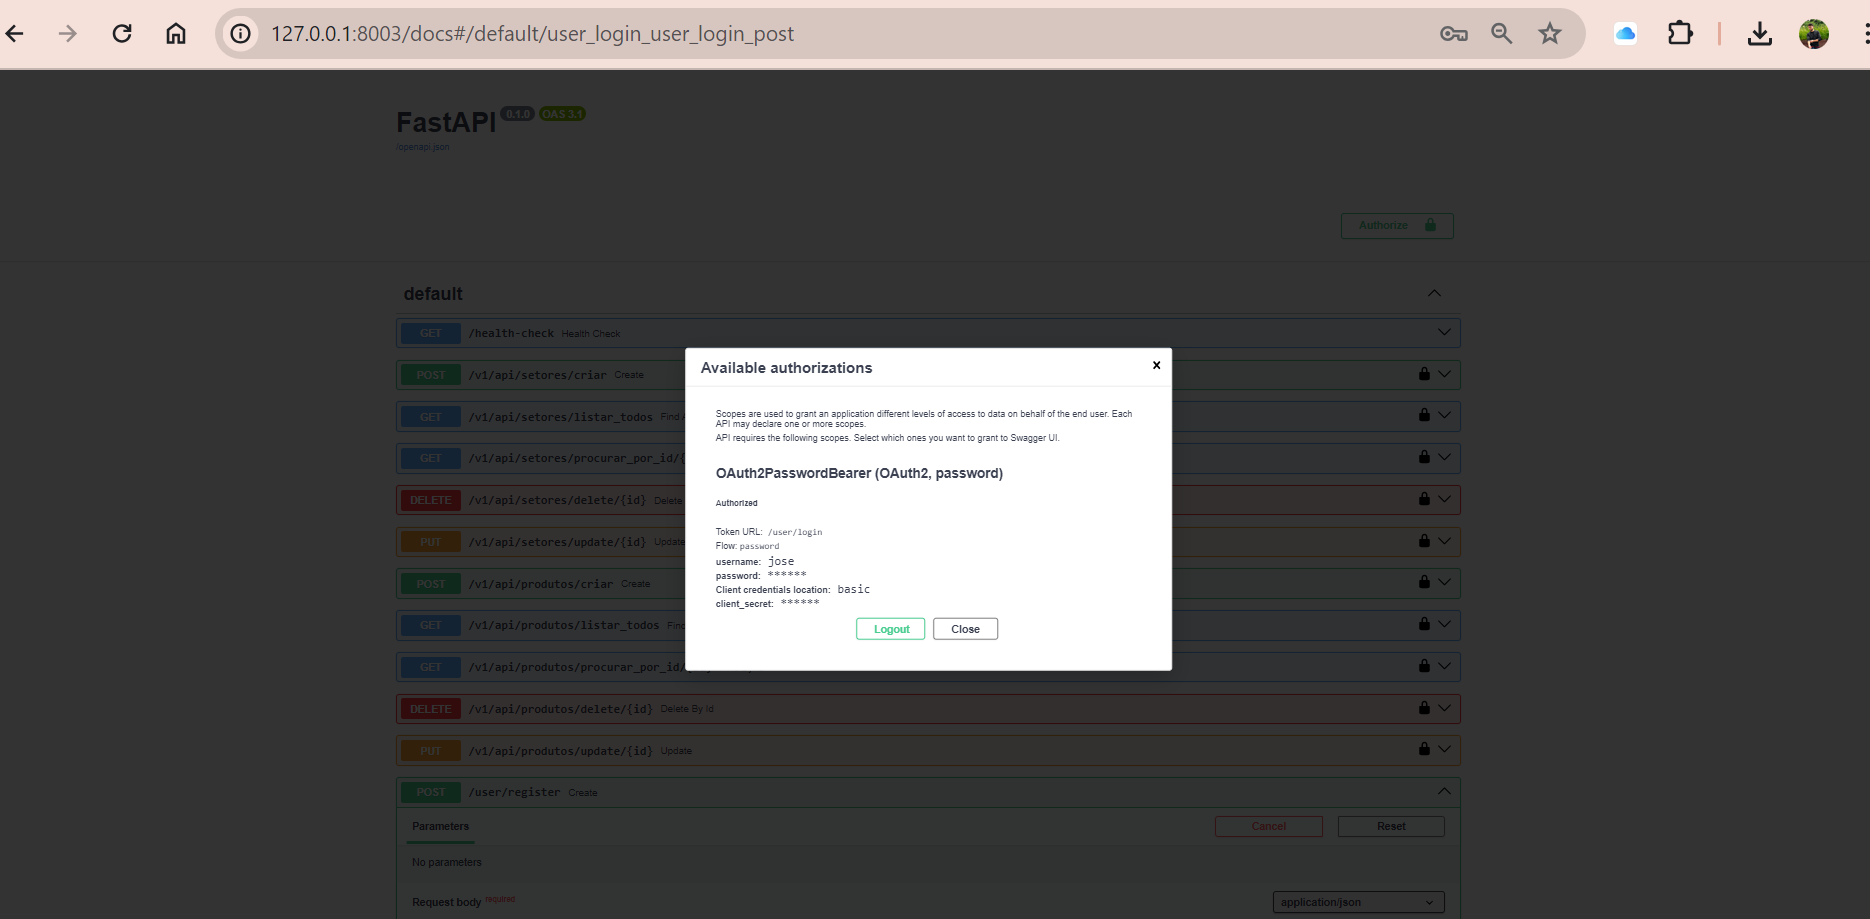 127.0.0.1:8003/docs#/default/user_login_user_login_post
FastAPI 0.1.0 OAS 3.1
/openapi.json
Authorize
default
GET /health-check Health Check
POST /v1/api/setores/criar Create
GET /v1/api/setores/listar_todos Find
GET /v1/api/setores/procurar_por_id/
DELETE /v1/api/setores/delete/{id} Delete
PUT /v1/api/setores/update/{id} Update
POST /v1/api/produtos/criar Create
GET /v1/api/produtos/listar_todos
GET /v1/api/produtos/procurar_por_id/
DELETE /v1/api/produtos/delete/{id} Delete By Id
PUT /v1/api/produtos/update/{id} Update
POST /user/register Create
Parameters Cancel Reset
No parameters
Request body required application/json
Available authorizations
Scopes are used to grant an application different levels of access to data on behalf of the end user. Each
API may declare one or more scopes.
API requires the following scopes. Select which ones you want to grant to Swagger UI.
OAuth2PasswordBearer (OAuth2, password)
Authorized
Token URL: /user/login
Flow: password
username: jose
password: ******
Client credentials location: basic
client_secret: ******
Logout Close